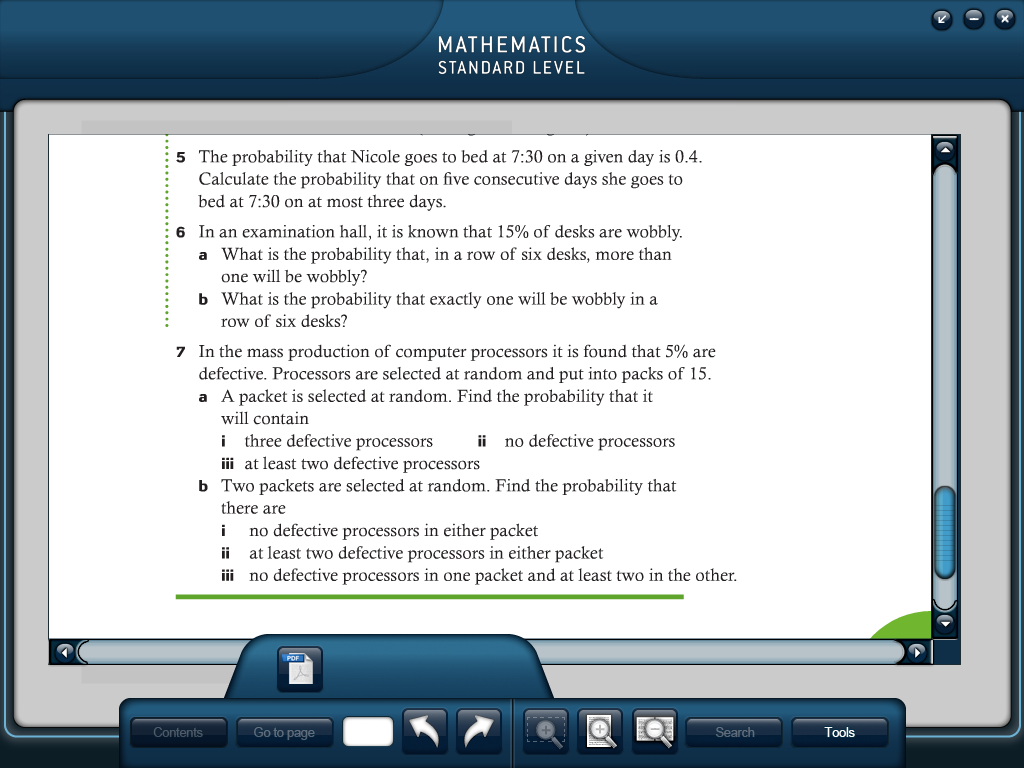 MATHEMATICS
STANDARD LEVEL
5 The probability that Nicole goes to bed at 7:30 on a given day is 0.4.
Calculate the probability that on five consecutive days she goes to
bed at 7:30 on at most three days.
6 In an examination hall, it is known that 15% of desks are wobbly.
a What is the probability that, in a row of six desks, more than
one will be wobbly?
b What is the probability that exactly one will be wobbly in a
row of six desks?
7 In the mass production of computer processors it is found that 5% are
defective. Processors are selected at random and put into packs of 15.
a A packet is selected at random. Find the probability that it
will contain
i three defective processors ii no defective processors
iii at least two defective processors
b Two packets are selected at random. Find the probability that
there are
i no defective processors in either packet
ii at least two defective processors in either packet
iii no defective processors in one packet and at least two in the other.
PDF
Contents Go to page Search Tools